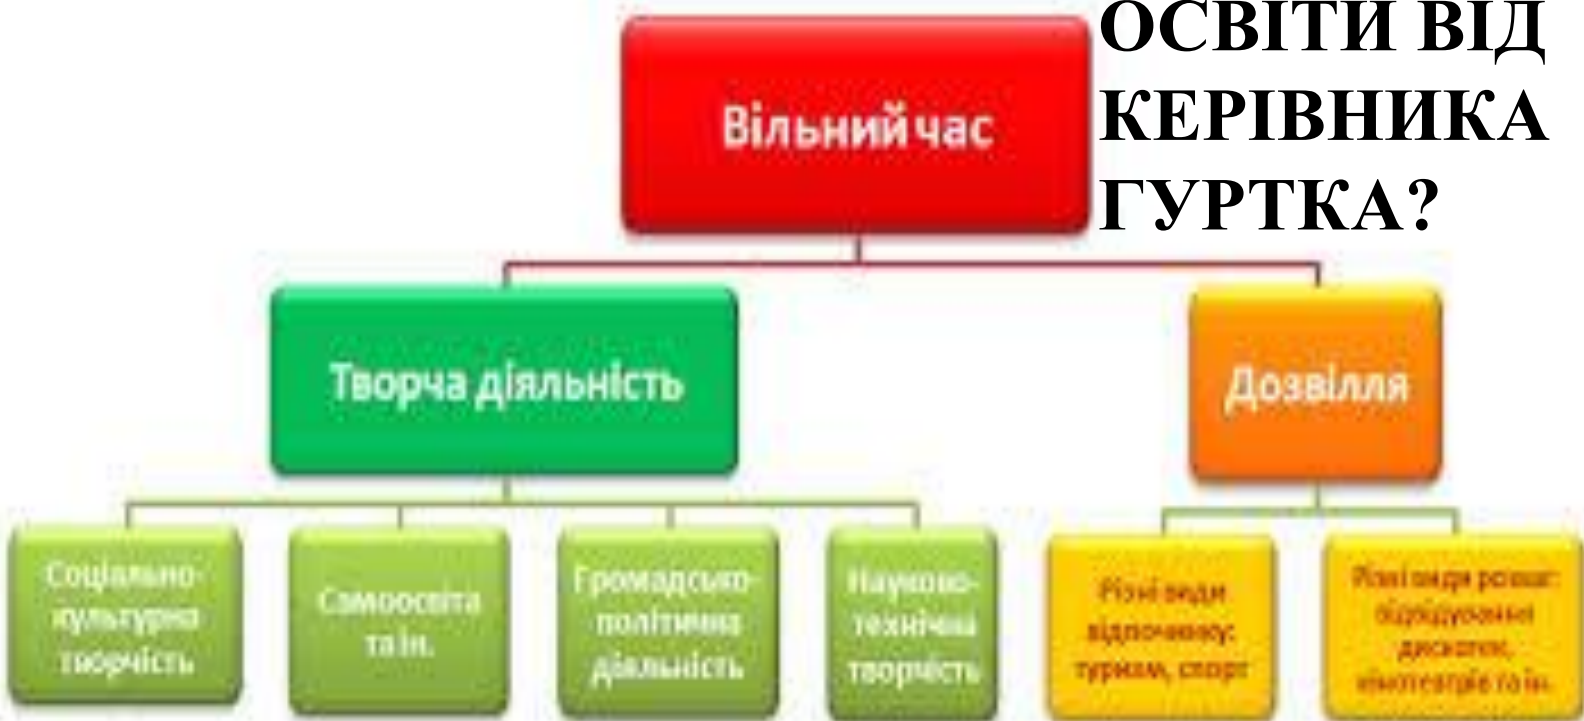 ОСВІТИ ВІД
КЕРІВНИКА
ГУРТКА?
Вільний час
Творча діяльність
Дозвілля
Соціально-
культурна
творчість
Самоосвіта
та ін.
Громадсько-
політична
діяльність
Науково-
технічна
творчість
Різні види
відпочинку:
туризм, спорт
Різні види розваг:
відвідування
дискотек,
кінотеатрів та ін.